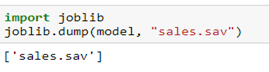 import joblib
joblib.dump(model, "sales.sav")
['sales.sav']